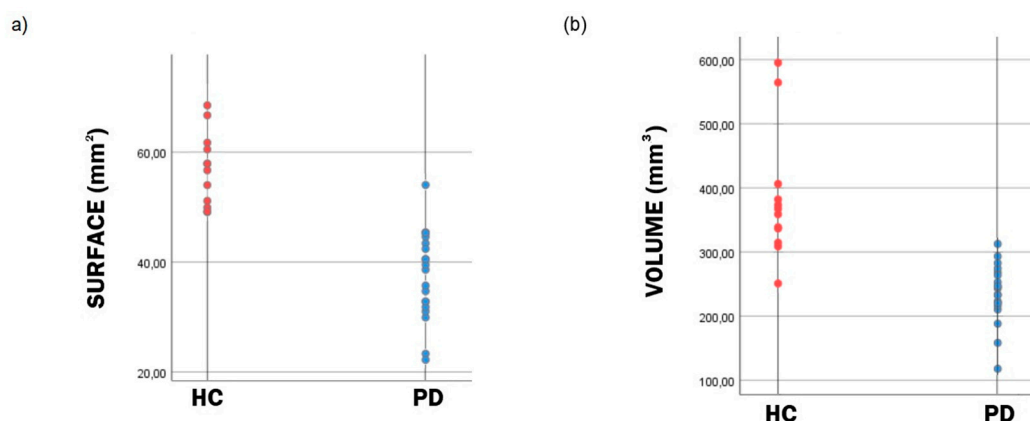 a)
SURFACE (mm²)
60,00
40,00
20,00
HC
PD
(b)
VOLUME (mm³)
600,00
500,00
400,00
300,00
200,00
100,00
HC
PD